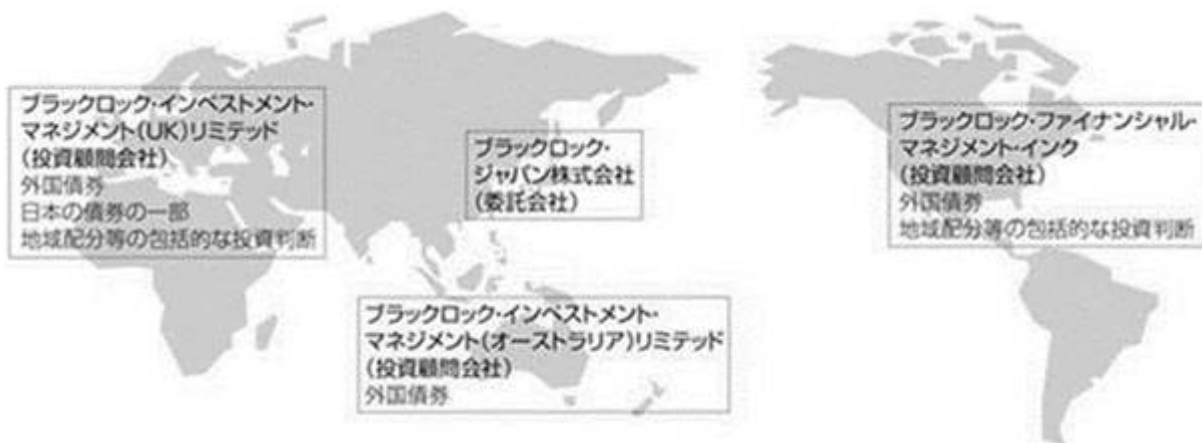 ブラックロック・インベストメント・
マネジメント(UK)リミテッド
(投資顧問会社)
外国債券
日本の債券の一部
地域配分等の包括的な投資判断
ブラックロック・
ジャパン株式会社
(委託会社)
ブラックロック・インベストメント・
マネジメント(オーストラリア)リミテッド
(投資顧問会社)
外国債券
ブラックロック・ファイナンシャル・
マネジメント・インク
(投資顧問会社)
外国債券
地域配分等の包括的な投資判断